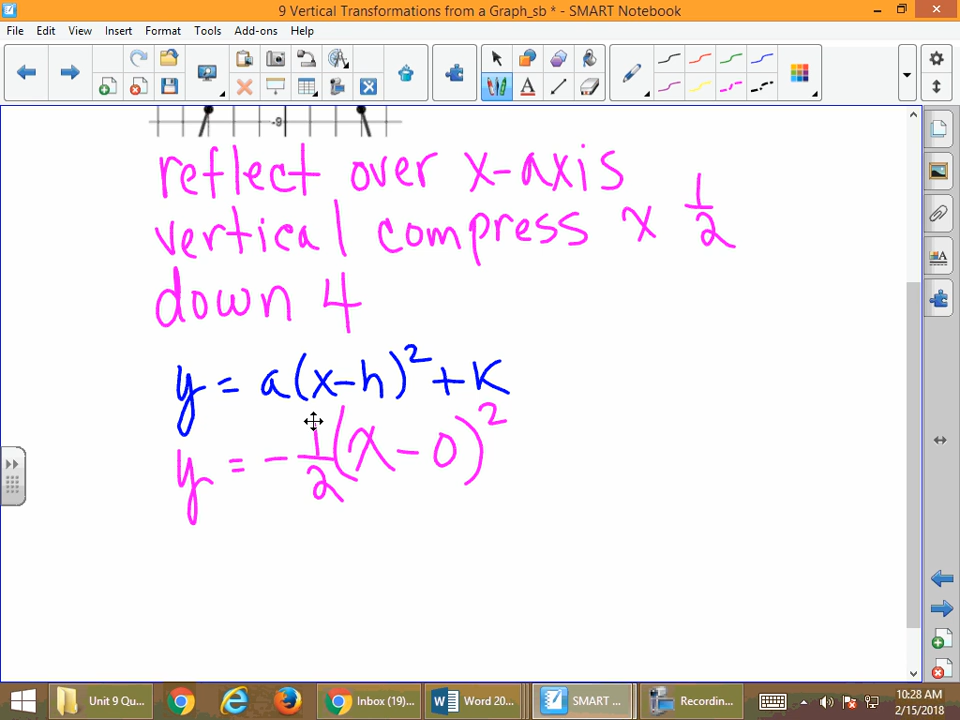 9 Vertical Transformations from a Graph_sb * - SMART Notebook
File Edit View Insert Format Tools Add-ons Help
-9
reflect over x-axis
vertical compress x 1/2
down 4
y = a(x-h)² + k
y = -1/2(x-0)²
Unit 9 Qu... Inbox (19)... Word 20... SMART ... Recordin... 10:28 AM
2/15/2018